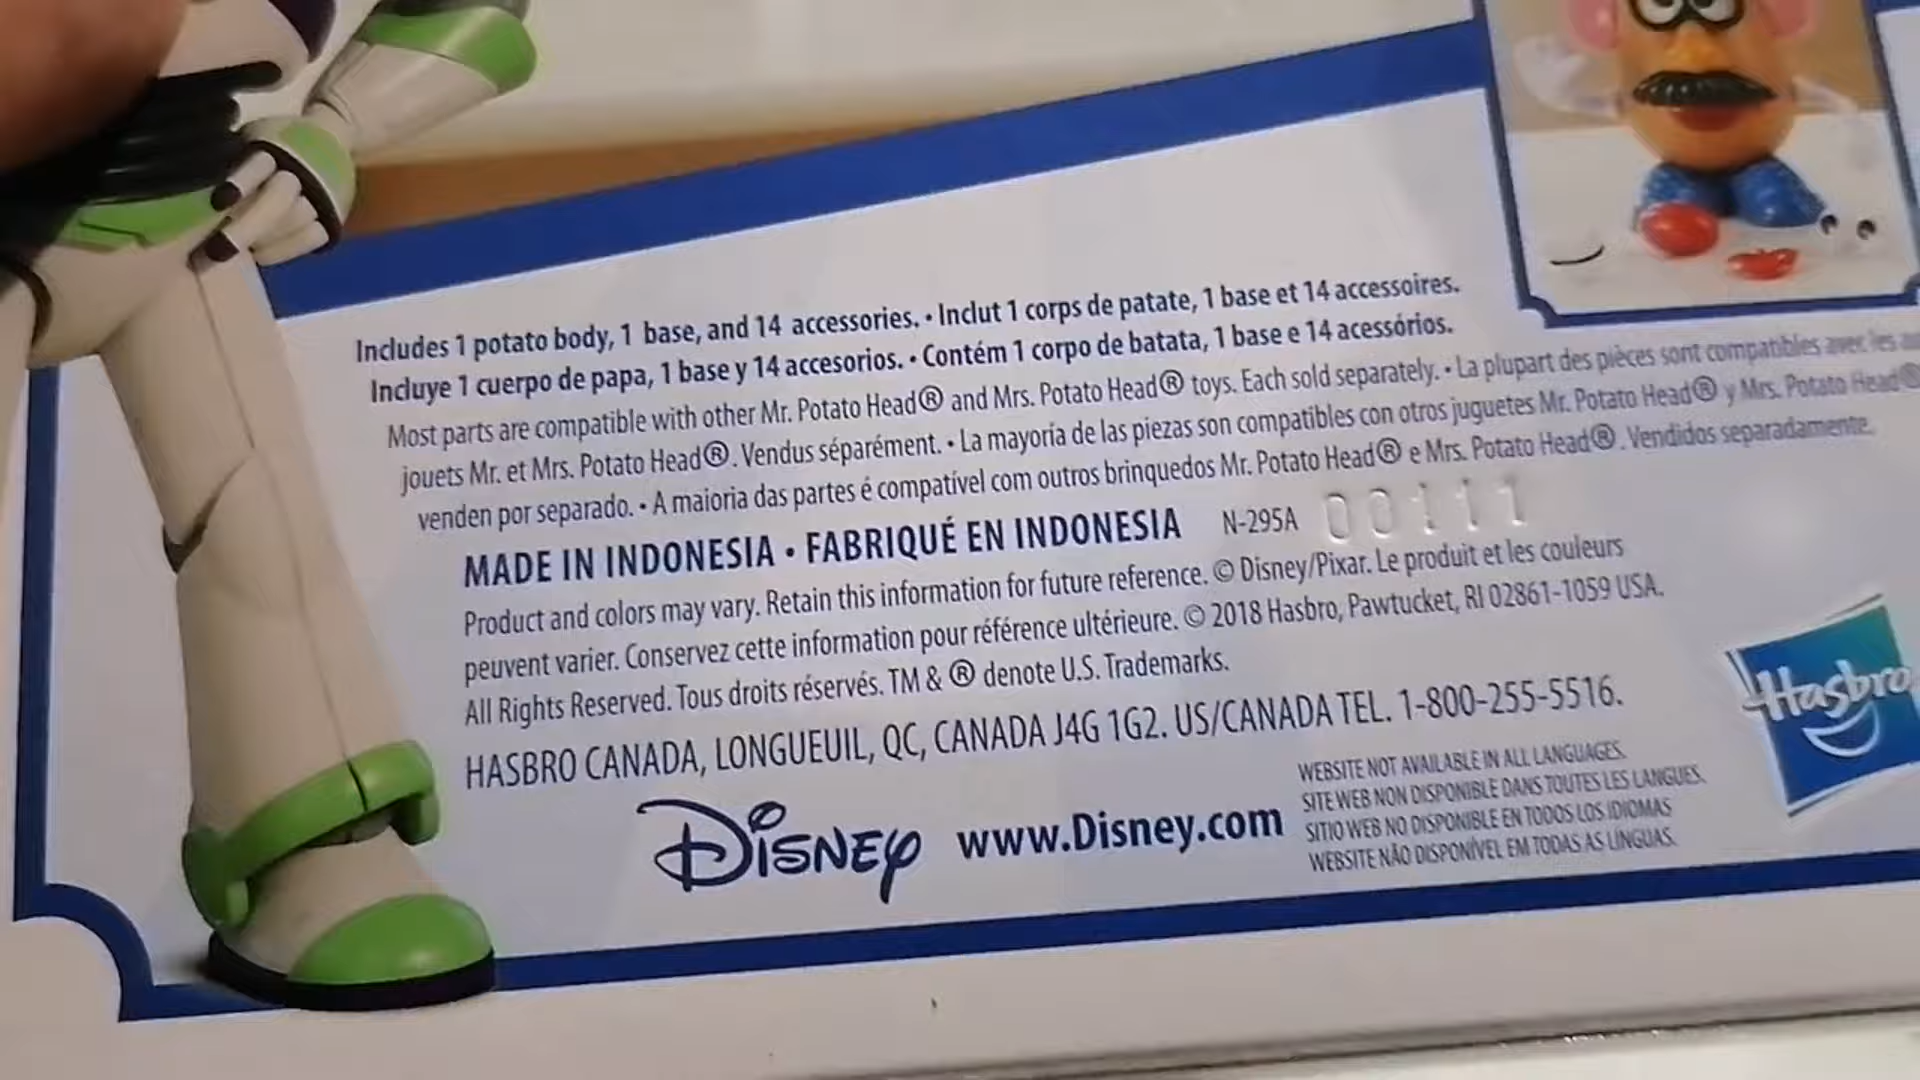 Includes 1 potato body, 1 base, and 14 accessories. • Inclut 1 corps de patate, 1 base et 14 accessoires.
Incluye 1 cuerpo de papa, 1 base y 14 accesorios. • Contém 1 corpo de batata, 1 base e 14 acessórios.
Most parts are compatible with other Mr. Potato Head® and Mrs. Potato Head® toys. Each sold separately. • La plupart des pièces sont compatibles avec les
jouets Mr. et Mrs. Potato Head®. Vendus séparément. • La mayoría de las piezas son compatibles con otros juguetes Mr. Potato Head® y Mrs. Potato Head®
venden por separado. • A maioria das partes é compatível com outros brinquedos Mr. Potato Head® e Mrs. Potato Head®. Vendidos separadamente.
MADE IN INDONESIA • FABRIQUÉ EN INDONESIA N-295A 00111
Product and colors may vary. Retain this information for future reference. © Disney/Pixar. Le produit et les couleurs
peuvent varier. Conservez cette information pour référence ultérieure. © 2018 Hasbro, Pawtucket, RI 02861-1059 USA.
All Rights Reserved. Tous droits réservés. TM & ® denote U.S. Trademarks.
HASBRO CANADA, LONGUEUIL, QC, CANADA J4G 1G2. US/CANADA TEL. 1-800-255-5516.
Disney www.Disney.com
WEBSITE NOT AVAILABLE IN ALL LANGUAGES.
SITE WEB NON DISPONIBLE DANS TOUTES LES LANGUES.
SITIO WEB NO DISPONIBLE EN TODOS LOS IDIOMAS
WEBSITE NÃO DISPONÍVEL EM TODAS AS LÍNGUAS.
Hasbro